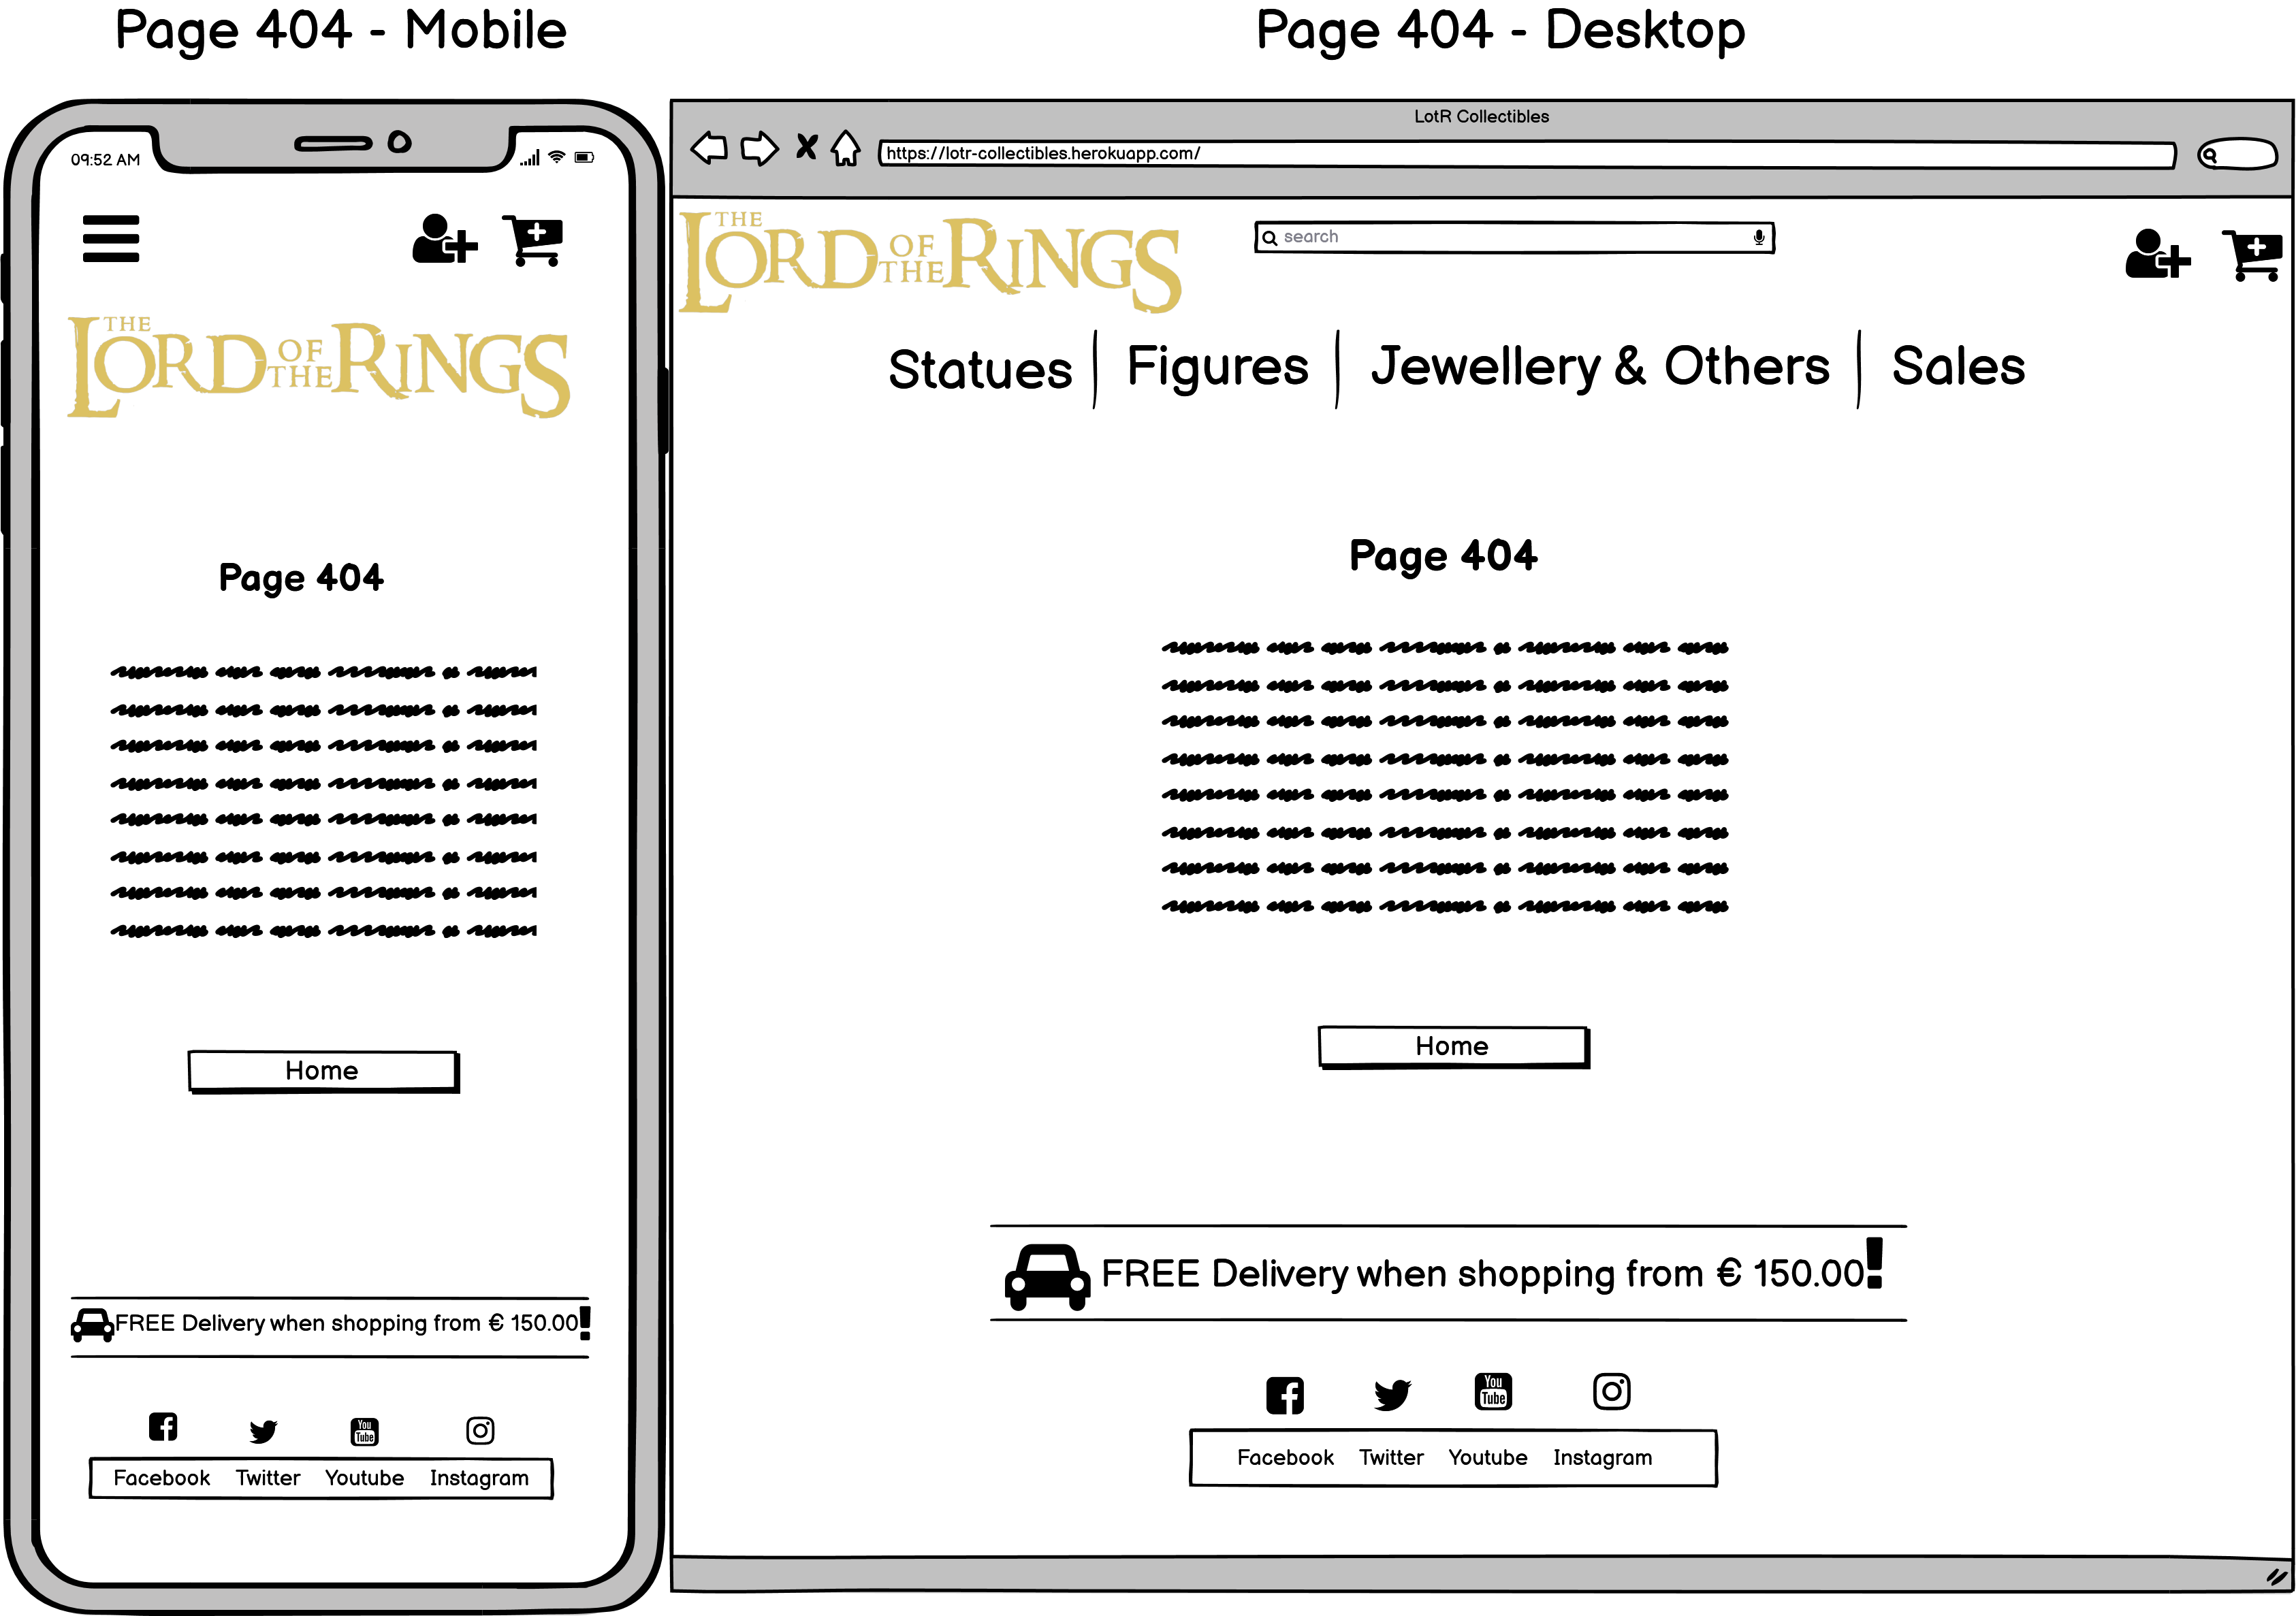 Page 404 - Mobile
09:52 AM
THE LORD OF THE RINGS
Page 404
Home
FREE Delivery when shopping from € 150.00!
You Tube
Facebook Twitter Youtube Instagram
Page 404 - Desktop
LotR Collectibles
https://lotr-collectibles.herokuapp.com/
THE LORD OF THE RINGS
search
Statues Figures Jewellery & Others Sales
Page 404
Home
FREE Delivery when shopping from € 150.00!
You Tube
Facebook Twitter Youtube Instagram